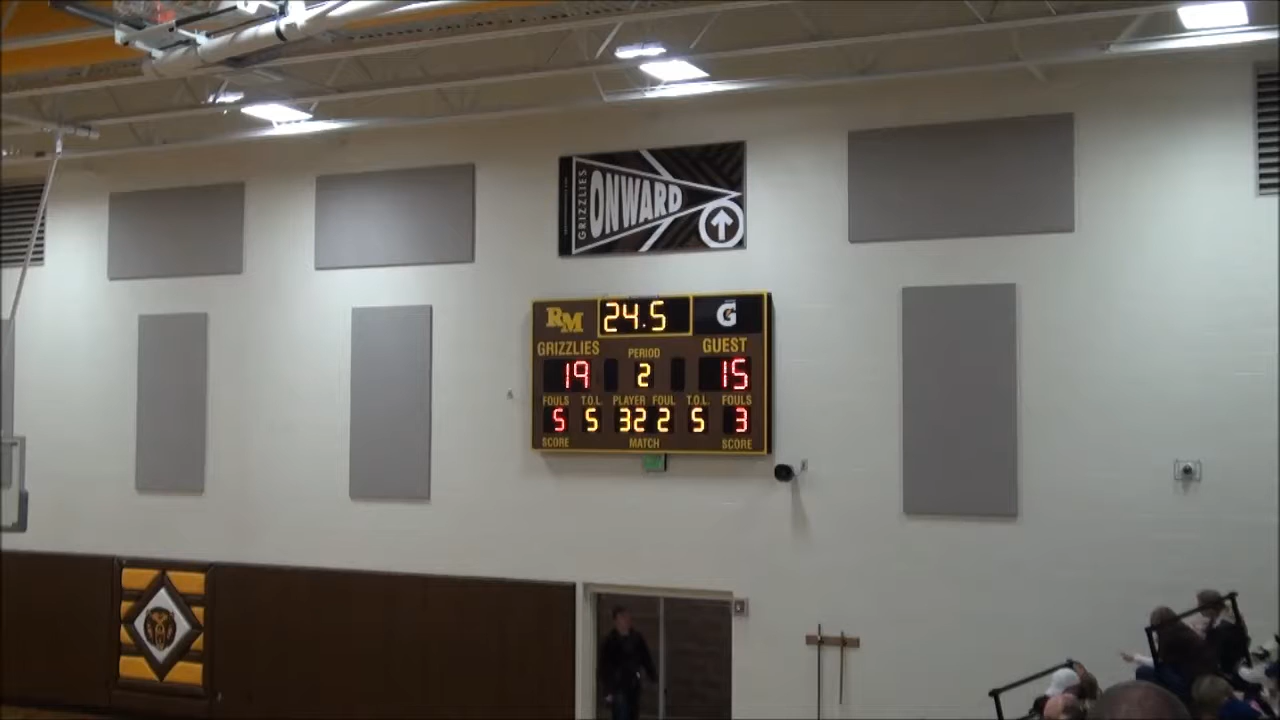 GRIZZLIES
ONWARD
RM
24.5
G
GRIZZLIES
GUEST
PERIOD
19
2
15
FOULS T.O.L. PLAYER FOUL T.O.L. FOULS
5 5 32 2 5 3
SCORE MATCH SCORE